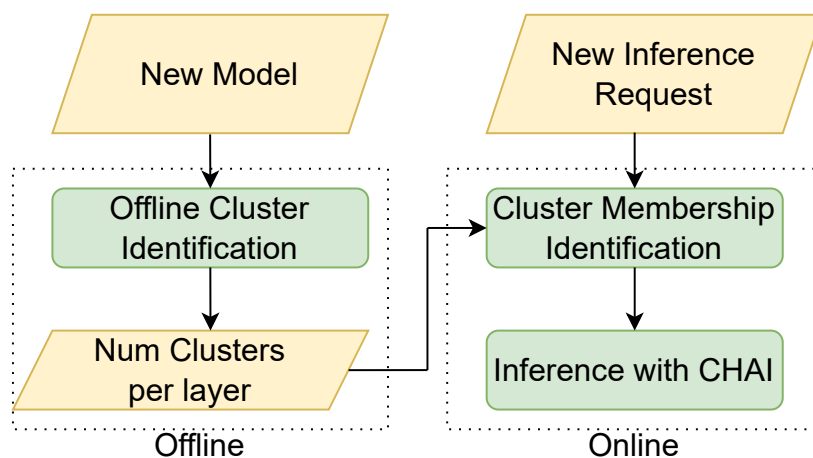 New Model
Offline Cluster
Identification
Num Clusters
per layer
Offline
New Inference
Request
Cluster Membership
Identification
Inference with CHAI
Online